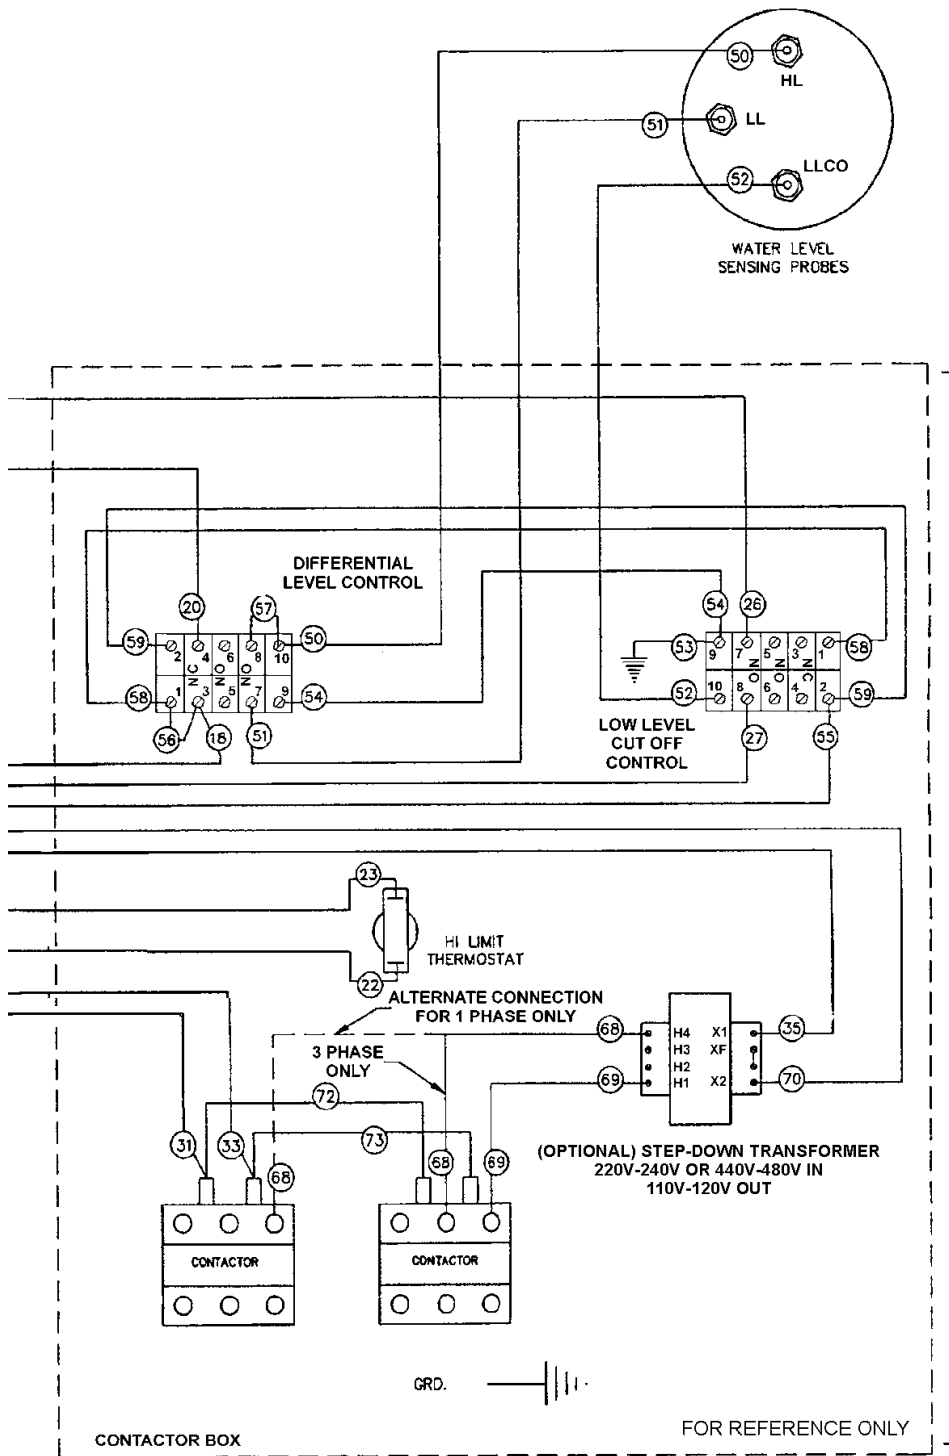 50
HL
51
LL
52
LLCO
WATER LEVEL
SENSING PROBES
DIFFERENTIAL
LEVEL CONTROL
20
57
59
50
2 4 6 8 10
NC NO NO
58
1 3 5 7 9
54
56
18
51
54
26
53
9 7 5 3 1
58
NO NO NC
52
10 8 6 4 2
59
LOW LEVEL
CUT OFF
CONTROL
27
55
23
HI LIMIT
THERMOSTAT
22
ALTERNATE CONNECTION
FOR 1 PHASE ONLY
3 PHASE
ONLY
68
H4 X1
35
H3 XF
H2
69
H1 X2
70
72
73
31
33
68
68
69
(OPTIONAL) STEP-DOWN TRANSFORMER
220V-240V OR 440V-480V IN
110V-120V OUT
CONTACTOR
CONTACTOR
GRD.
CONTACTOR BOX
FOR REFERENCE ONLY